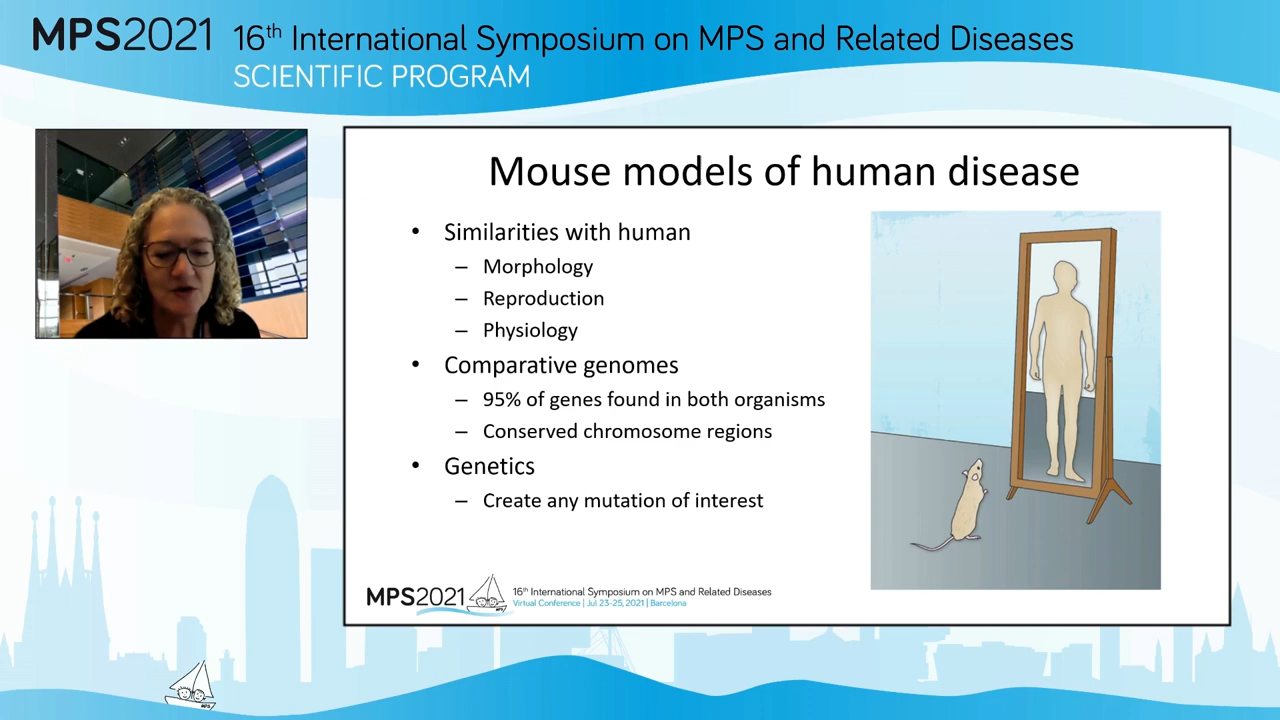 MPS2021 16th International Symposium on MPS and Related Diseases
SCIENTIFIC PROGRAM
Mouse models of human disease
• Similarities with human
– Morphology
– Reproduction
– Physiology
• Comparative genomes
– 95% of genes found in both organisms
– Conserved chromosome regions
• Genetics
– Create any mutation of interest
MPS2021
MPS
16th International Symposium on MPS and Related Diseases
Virtual Conference | Jul 23-25, 2021 | Barcelona
MPS